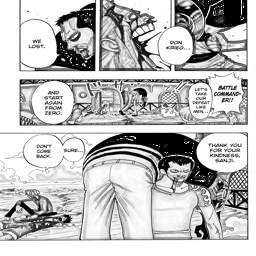 DON
KRIEG...
WE
LOST.
BATTLE
COMMAND-
ER!!
LET'S
TAKE
OUR
DEFEAT
LIKE
MEN...
AND
START
AGAIN
FROM
ZERO.
THANK YOU
FOR YOUR
KINDNESS,
SANJI.
SURE...
DON'T
COME
BACK.